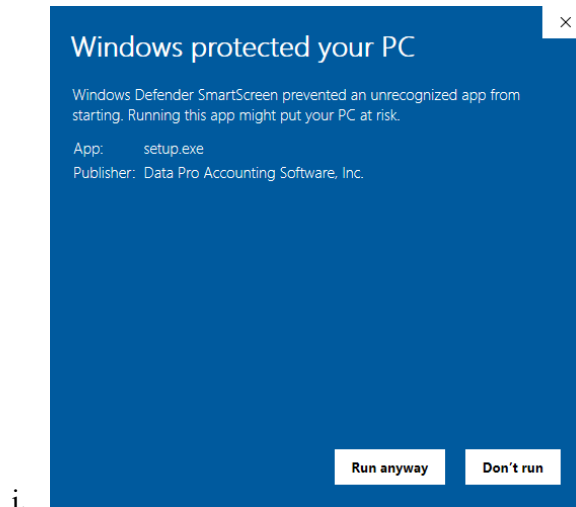 Windows protected your PC
Windows Defender SmartScreen prevented an unrecognized app from
starting. Running this app might put your PC at risk.
App: setup.exe
Publisher: Data Pro Accounting Software, Inc.
Run anyway Don't run
i.